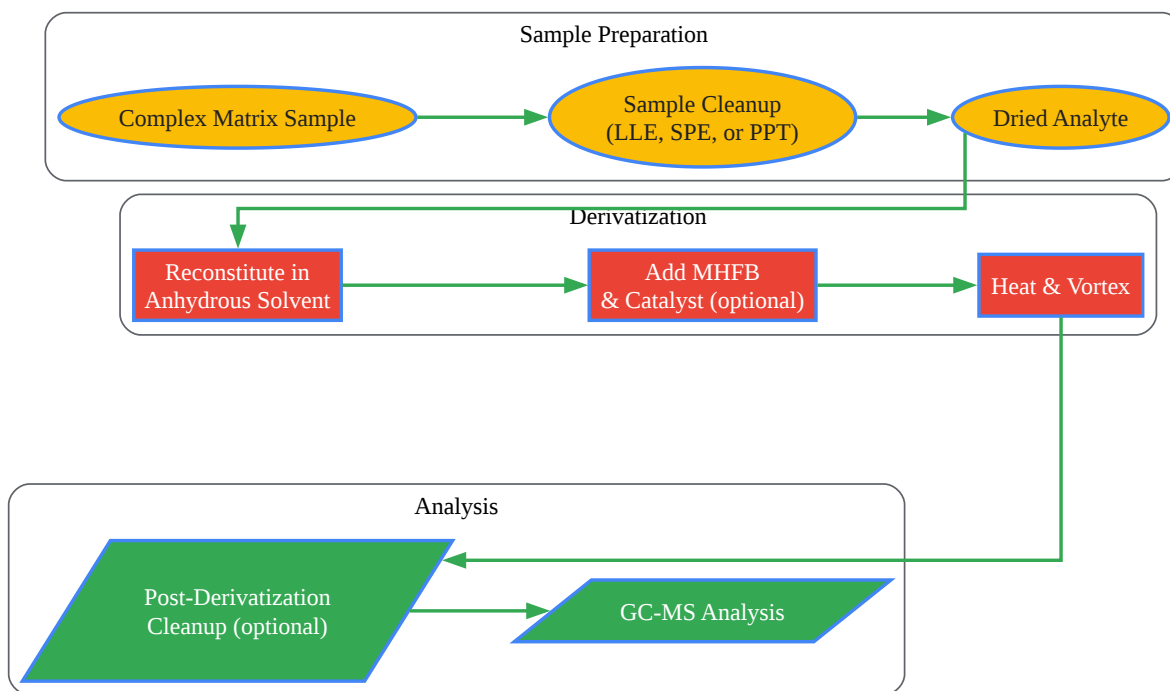 Sample Preparation
Complex Matrix Sample
Sample Cleanup
(LLE, SPE, or PPT)
Dried Analyte
Derivatization
Reconstitute in
Anhydrous Solvent
Add MHFB
& Catalyst (optional)
Heat & Vortex
Analysis
Post-Derivatization
Cleanup (optional)
GC-MS Analysis